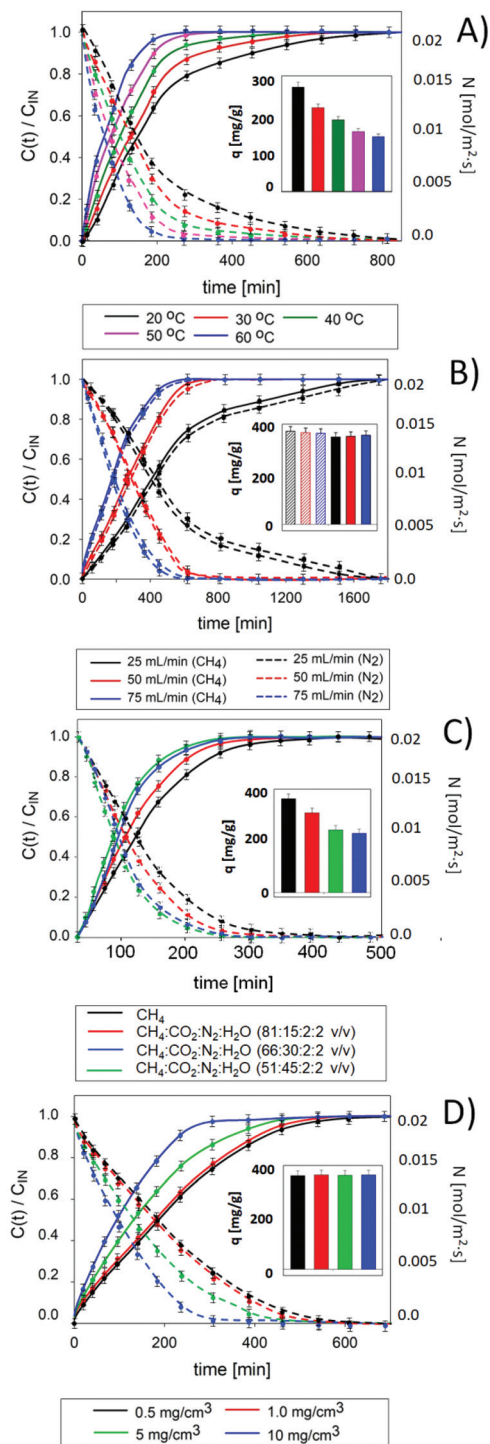 A)
C(t) / C_IN
1.0
0.8
0.6
0.4
0.2
0.0
q [mg/g]
300
200
100
0
0.02
0.015
0.01
0.005
0.0
N [mol/m²·s]
0 200 400 600 800
time [min]
20 ºC 30 ºC 40 ºC
50 ºC 60 ºC
B)
C(t) / C_IN
1.0
0.8
0.6
0.4
0.2
0.0
q [mg/g]
400
200
0
0.02
0.015
0.01
0.005
0.0
N [mol/m²·s]
0 400 800 1200 1600
time [min]
25 mL/min (CH₄) 25 mL/min (N₂)
50 mL/min (CH₄) 50 mL/min (N₂)
75 mL/min (CH₄) 75 mL/min (N₂)
C)
C(t) / C_IN
1.0
0.8
0.6
0.4
0.2
0.0
q [mg/g]
400
200
0
0.02
0.015
0.01
0.005
0.0
N [mol/m²·s]
100 200 300 400 500
time [min]
CH₄
CH₄:CO₂:N₂:H₂O (81:15:2:2 v/v)
CH₄:CO₂:N₂:H₂O (66:30:2:2 v/v)
CH₄:CO₂:N₂:H₂O (51:45:2:2 v/v)
D)
C(t) / C_IN
1.0
0.8
0.6
0.4
0.2
0.0
q [mg/g]
400
200
0
0.02
0.015
0.01
0.005
0.0
N [mol/m²·s]
0 200 400 600
time [min]
0.5 mg/cm³ 1.0 mg/cm³
5 mg/cm³ 10 mg/cm³